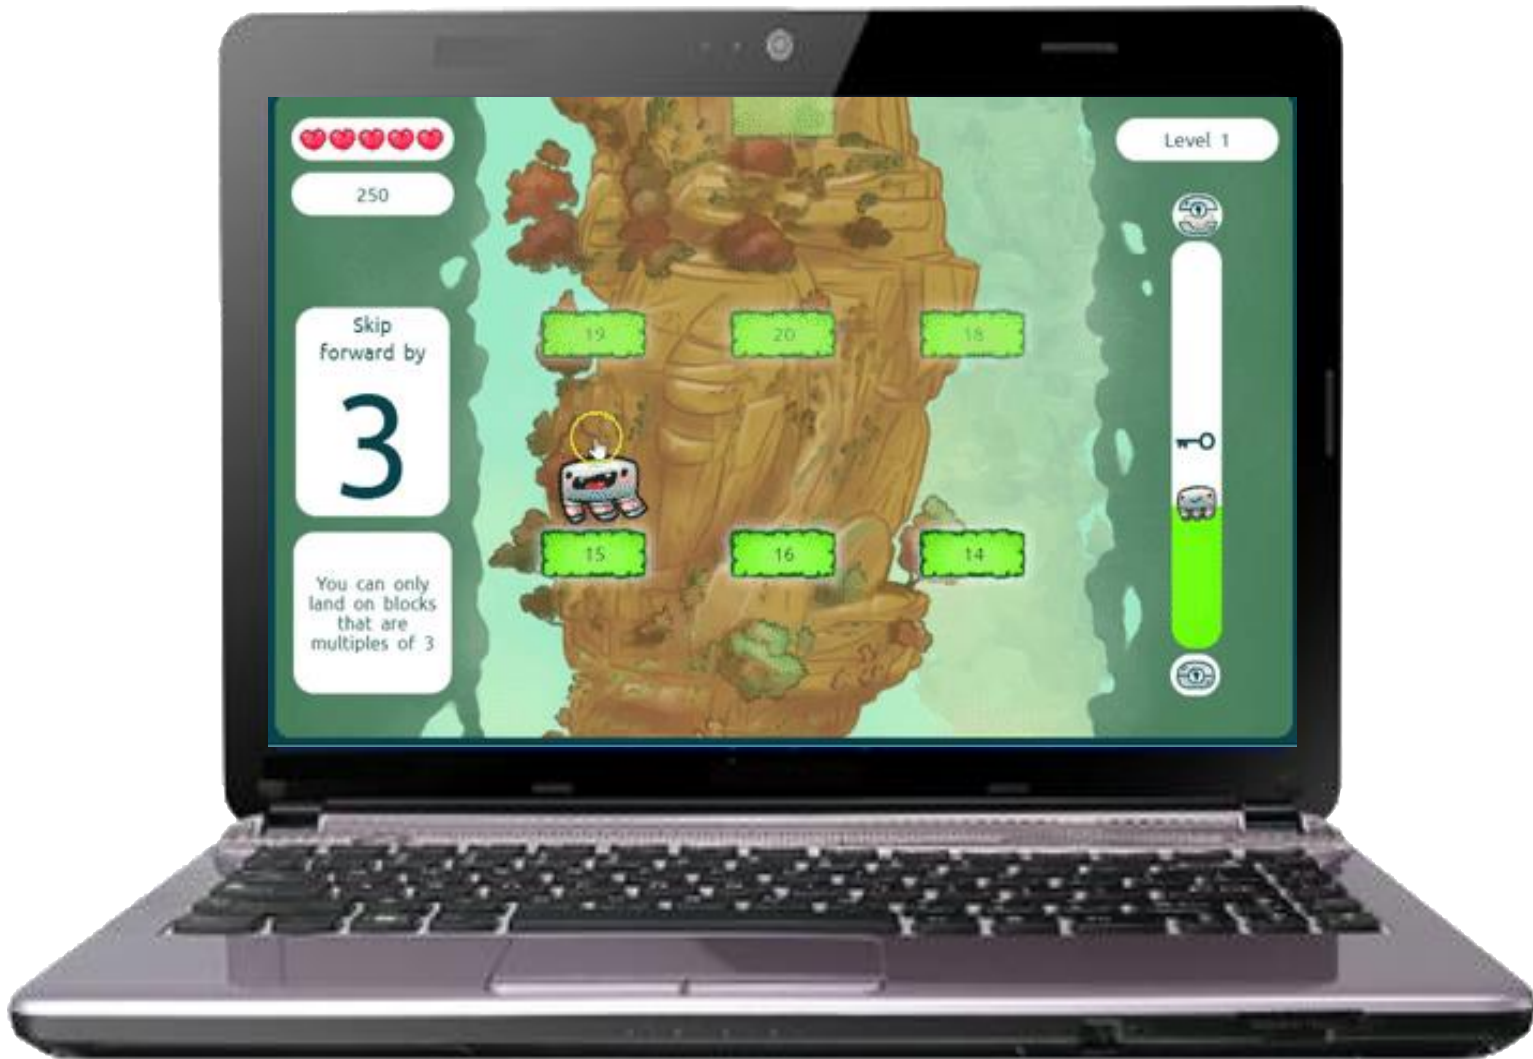 250
Level 1
Skip
forward by
3
19
20
18
15
16
14
You can only
land on blocks
that are
multiples of 3